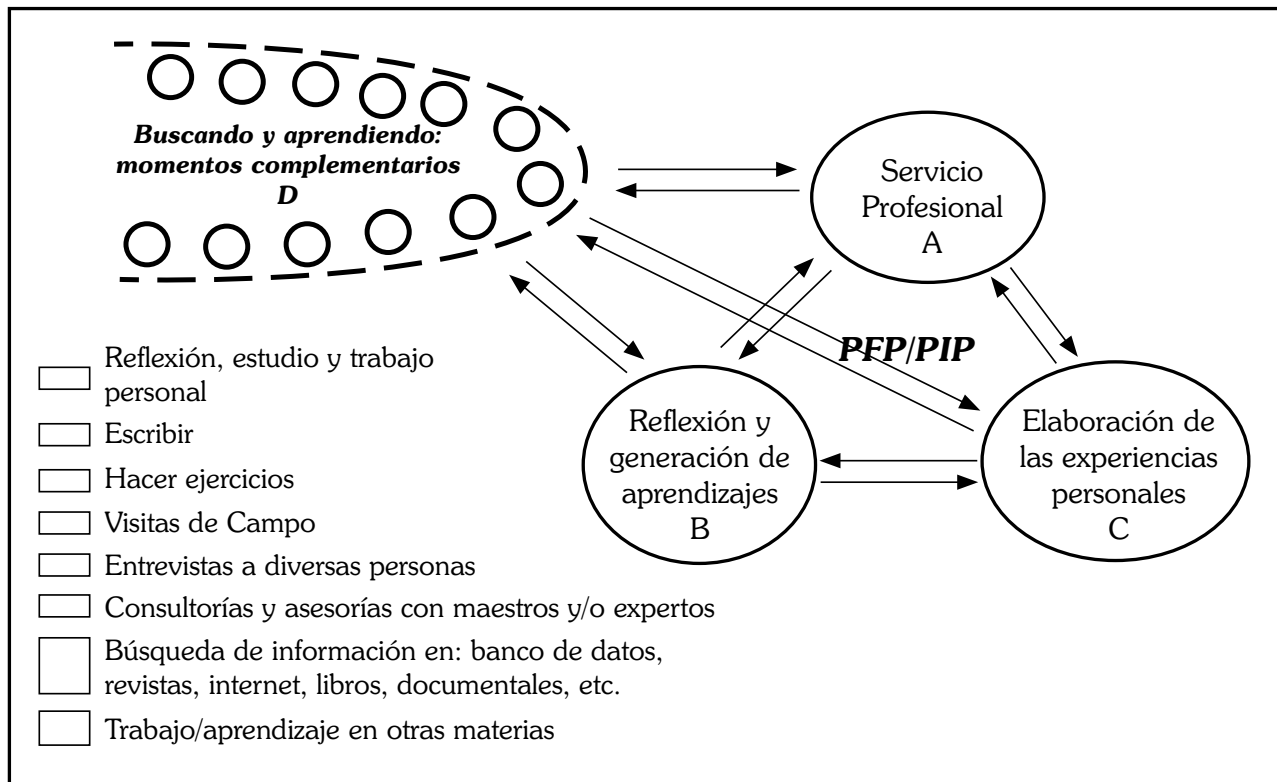 Buscando y aprendiendo:
momentos complementarios
D
Servicio
Profesional
A
PFP/PIP
Reflexión y
generación de
aprendizajes
B
Elaboración de
las experiencias
personales
C
Reflexión, estudio y trabajo
personal
Escribir
Hacer ejercicios
Visitas de Campo
Entrevistas a diversas personas
Consultorías y asesorías con maestros y/o expertos
Búsqueda de información en: banco de datos,
revistas, internet, libros, documentales, etc.
Trabajo/aprendizaje en otras materias